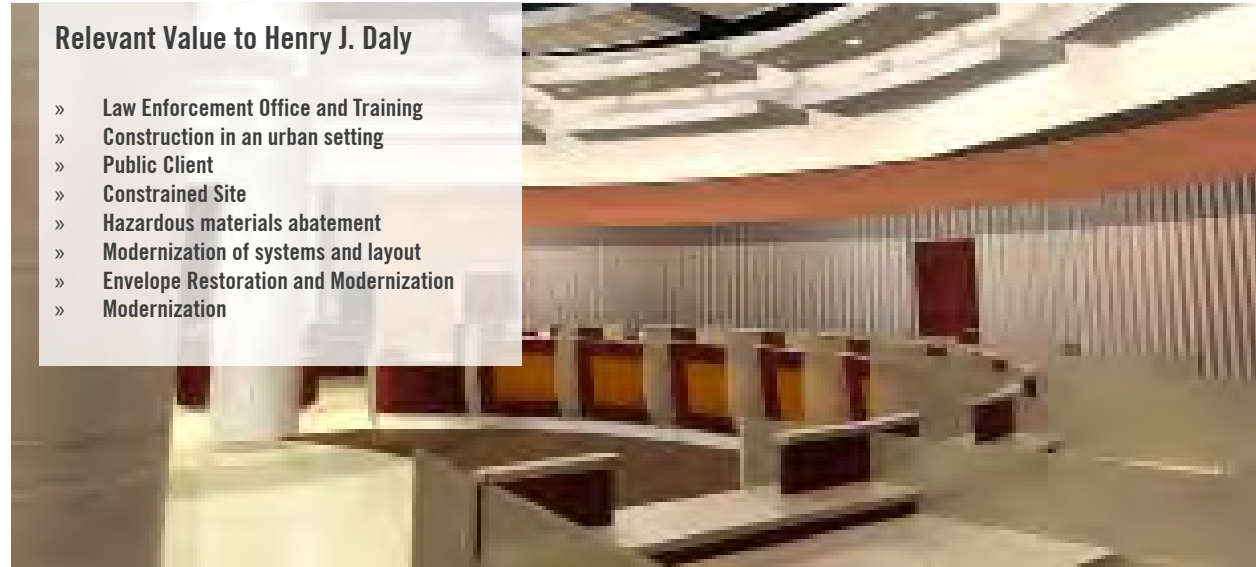 Relevant Value to Henry J. Daly
» Law Enforcement Office and Training
» Construction in an urban setting
» Public Client
» Constrained Site
» Hazardous materials abatement
» Modernization of systems and layout
» Envelope Restoration and Modernization
» Modernization